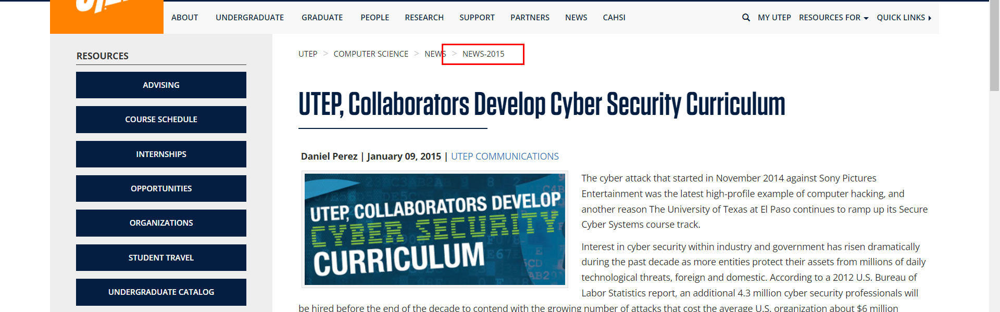 ABOUT UNDERGRADUATE GRADUATE PEOPLE RESEARCH SUPPORT PARTNERS NEWS CAHSI MY UTEP RESOURCES FOR QUICK LINKS
RESOURCES
ADVISING
COURSE SCHEDULE
INTERNSHIPS
OPPORTUNITIES
ORGANIZATIONS
STUDENT TRAVEL
UNDERGRADUATE CATALOG
UTEP > COMPUTER SCIENCE > NEWS > NEWS-2015
UTEP, Collaborators Develop Cyber Security Curriculum
Daniel Perez | January 09, 2015 | UTEP COMMUNICATIONS
UTEP, COLLABORATORS DEVELOP
CYBER SECURITY
CURRICULUM
The cyber attack that started in November 2014 against Sony Pictures
Entertainment was the latest high-profile example of computer hacking, and
another reason The University of Texas at El Paso continues to ramp up its Secure
Cyber Systems course track.
Interest in cyber security within industry and government has risen dramatically
during the past decade as more entities protect their assets from millions of daily
technological threats, foreign and domestic. According to a 2012 U.S. Bureau of
Labor Statistics report, an additional 4.3 million cyber security professionals will
be hired before the end of the decade to contend with the growing number of attacks that cost the average U.S. organization about $6 million